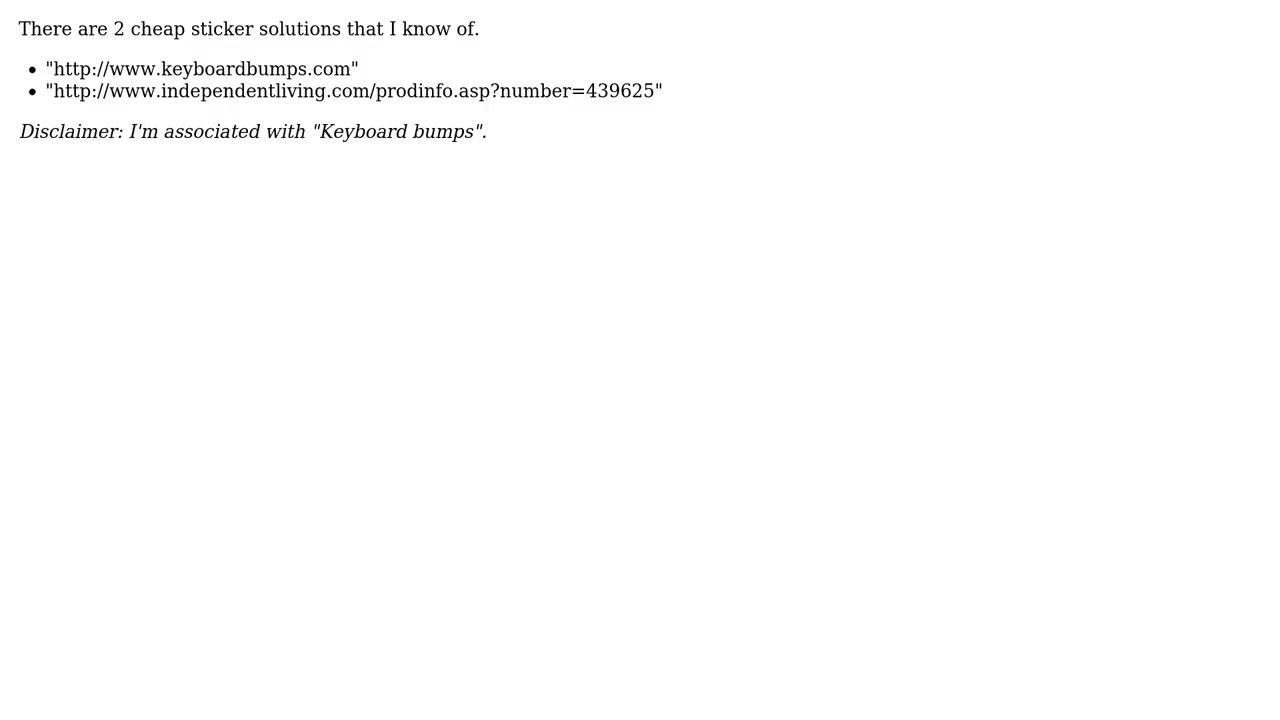 There are 2 cheap sticker solutions that I know of.
• "http://www.keyboardbumps.com"
• "http://www.independentliving.com/prodinfo.asp?number=439625"
Disclaimer: I'm associated with "Keyboard bumps".